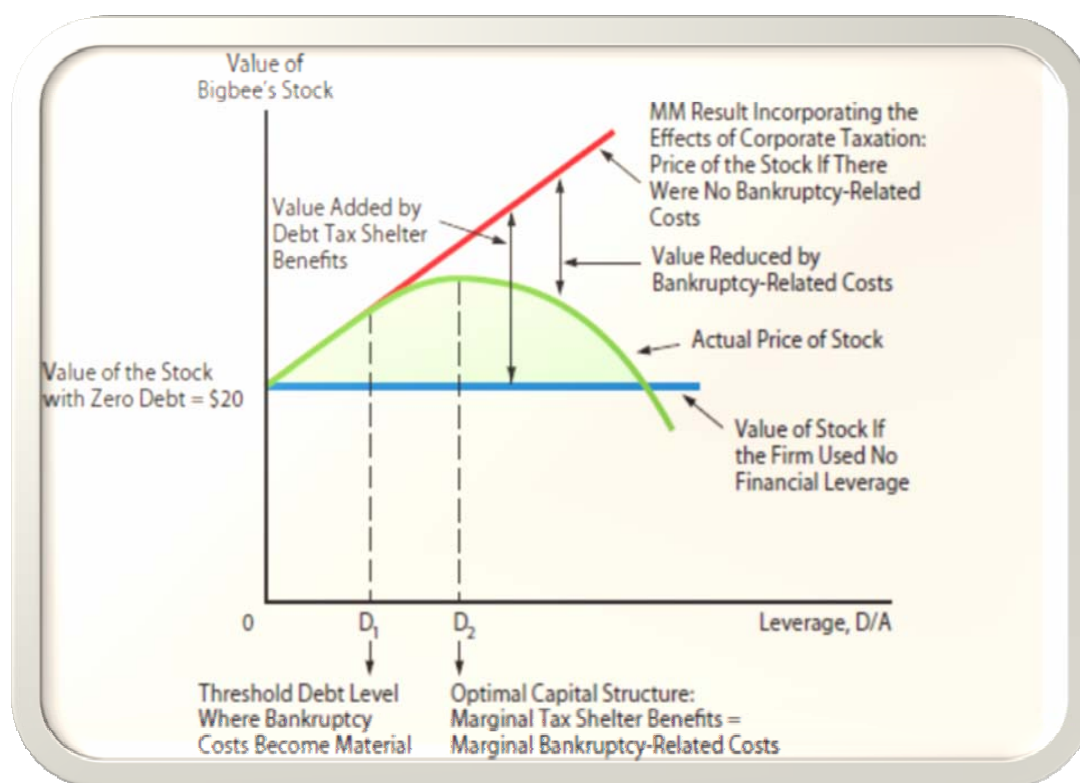 Value of
Bigbee's Stock
MM Result Incorporating the
Effects of Corporate Taxation:
Price of the Stock If There
Were No Bankruptcy-Related
Costs
Value Added by
Debt Tax Shelter
Benefits
Value Reduced by
Bankruptcy-Related Costs
Actual Price of Stock
Value of the Stock
with Zero Debt = $20
Value of Stock If
the Firm Used No
Financial Leverage
0
D₁
D₂
Leverage, D/A
Threshold Debt Level
Where Bankruptcy
Costs Become Material
Optimal Capital Structure:
Marginal Tax Shelter Benefits =
Marginal Bankruptcy-Related Costs